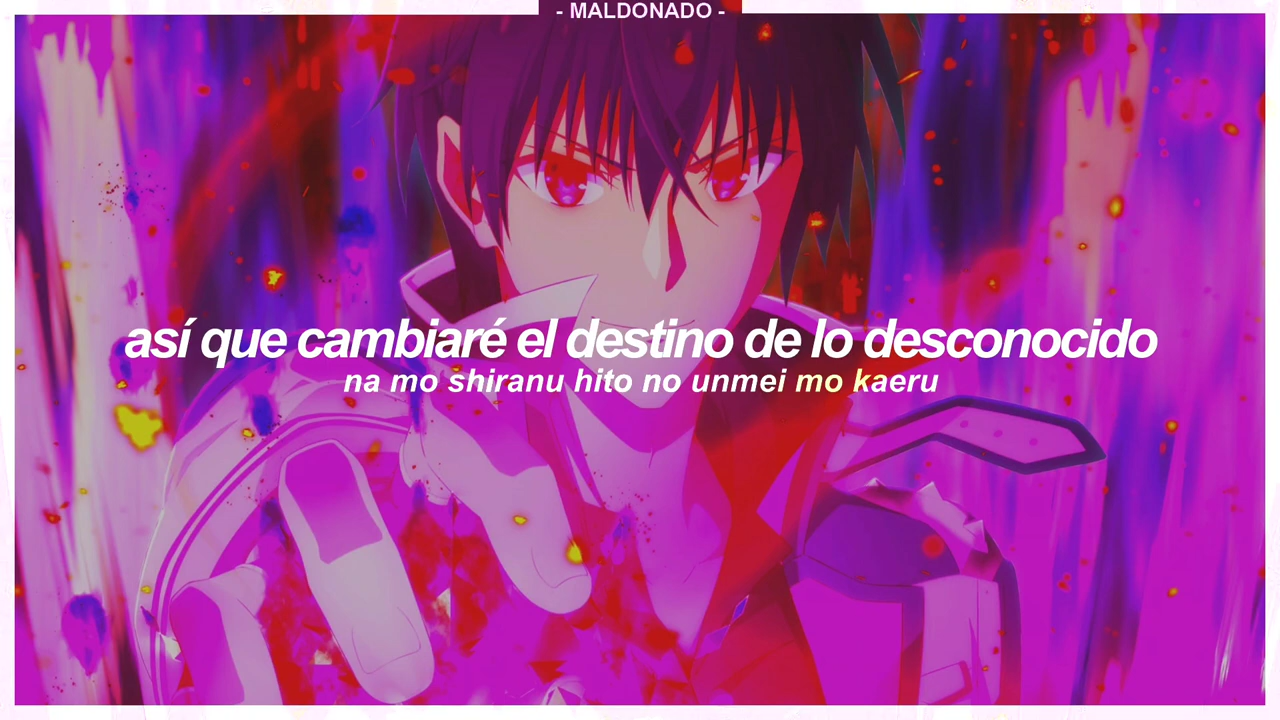 - MALDONADO -
así que cambiaré el destino de lo desconocido
na mo shiranu hito no unmei mo kaeru